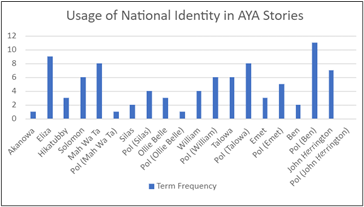 Usage of National Identity in AYA Stories
12
10
8
6
4
2
0
Akanowa
Eliza
Hikatubby
Solomon
Mah Wa Ta
Pol (Mah Wa Ta)
Silas
Pol (Silas)
Ollie Belle
Pol (Ollie Belle)
William
Pol (William)
Talowa
Pol (Talowa)
Emet
Pol (Emet)
Ben
Pol (Ben)
John Herrington
Pol (John Herrington)
Term Frequency